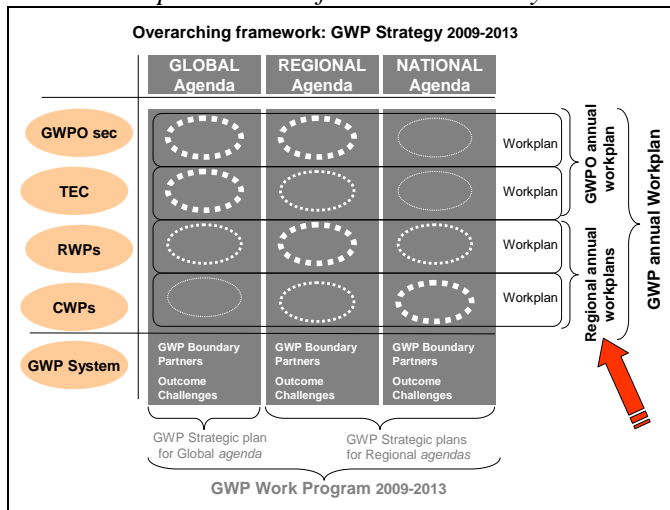 Overarching framework: GWP Strategy 2009-2013
GLOBAL
Agenda
REGIONAL
Agenda
NATIONAL
Agenda
GWPO sec
Workplan
TEC
Workplan
RWPs
Workplan
CWPs
Workplan
GWPO annual
workplan
Regional annual
workplans
GWP annual Workplan
GWP System
GWP Boundary
Partners
Outcome
Challenges
GWP Boundary
Partners
Outcome
Challenges
GWP Boundary
Partners
Outcome
Challenges
GWP Strategic plan
for Global agenda
GWP Strategic plans
for Regional agendas
GWP Work Program 2009-2013